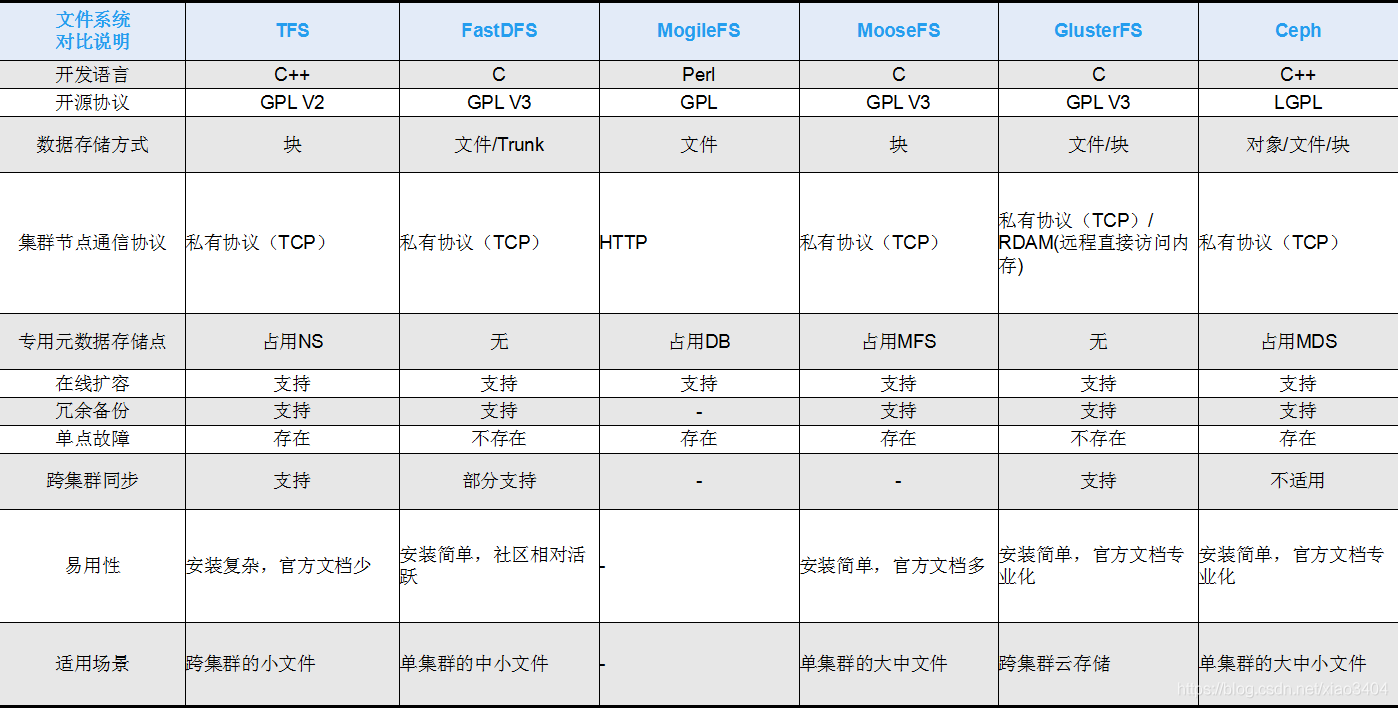 文件系统
对比说明
TFS
FastDFS
MogileFS
MooseFS
GlusterFS
Ceph
开发语言
C++
C
Perl
C
C
C++
开源协议
GPL V2
GPL V3
GPL
GPL V3
GPL V3
LGPL
数据存储方式
块
文件/Trunk
文件
块
文件/块
对象/文件/块
集群节点通信协议
私有协议（TCP）
私有协议（TCP）
HTTP
私有协议（TCP）
私有协议（TCP）/
RDAM(远程直接访问内
存)
私有协议（TCP）
专用元数据存储点
占用NS
无
占用DB
占用MFS
无
占用MDS
在线扩容
支持
支持
支持
支持
支持
支持
冗余备份
支持
支持
-
支持
支持
支持
单点故障
存在
不存在
存在
存在
不存在
存在
跨集群同步
支持
部分支持
-
-
支持
不适用
易用性
安装复杂，官方文档少
安装简单，社区相对活
跃
-
安装简单，官方文档多
安装简单，官方文档专
业化
安装简单，官方文档专
业化
适用场景
跨集群的小文件
单集群的中小文件
-
单集群的大中文件
跨集群云存储
单集群的大中小文件
https://blog.csdn.net/xiao3404